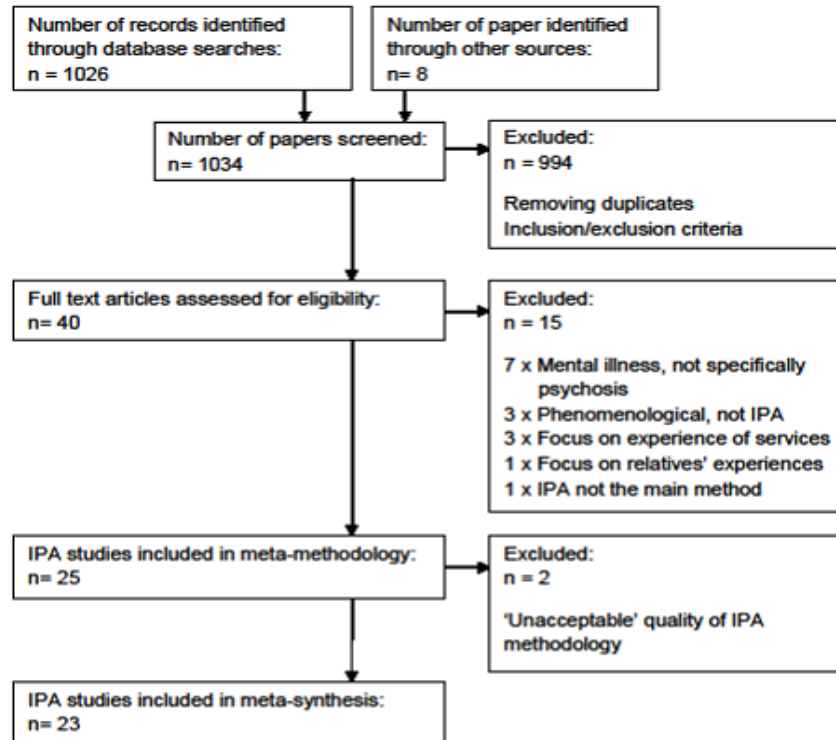 Number of records identified
through database searches:
n = 1026
Number of paper identified
through other sources:
n= 8
Number of papers screened:
n= 1034
Excluded:
n = 994
Removing duplicates
Inclusion/exclusion criteria
Full text articles assessed for eligibility:
n= 40
Excluded:
n = 15
7 x Mental illness, not specifically
psychosis
3 x Phenomenological, not IPA
3 x Focus on experience of services
1 x Focus on relatives' experiences
1 x IPA not the main method
IPA studies included in meta-methodology:
n= 25
Excluded:
n = 2
'Unacceptable' quality of IPA
methodology
IPA studies included in meta-synthesis:
n= 23